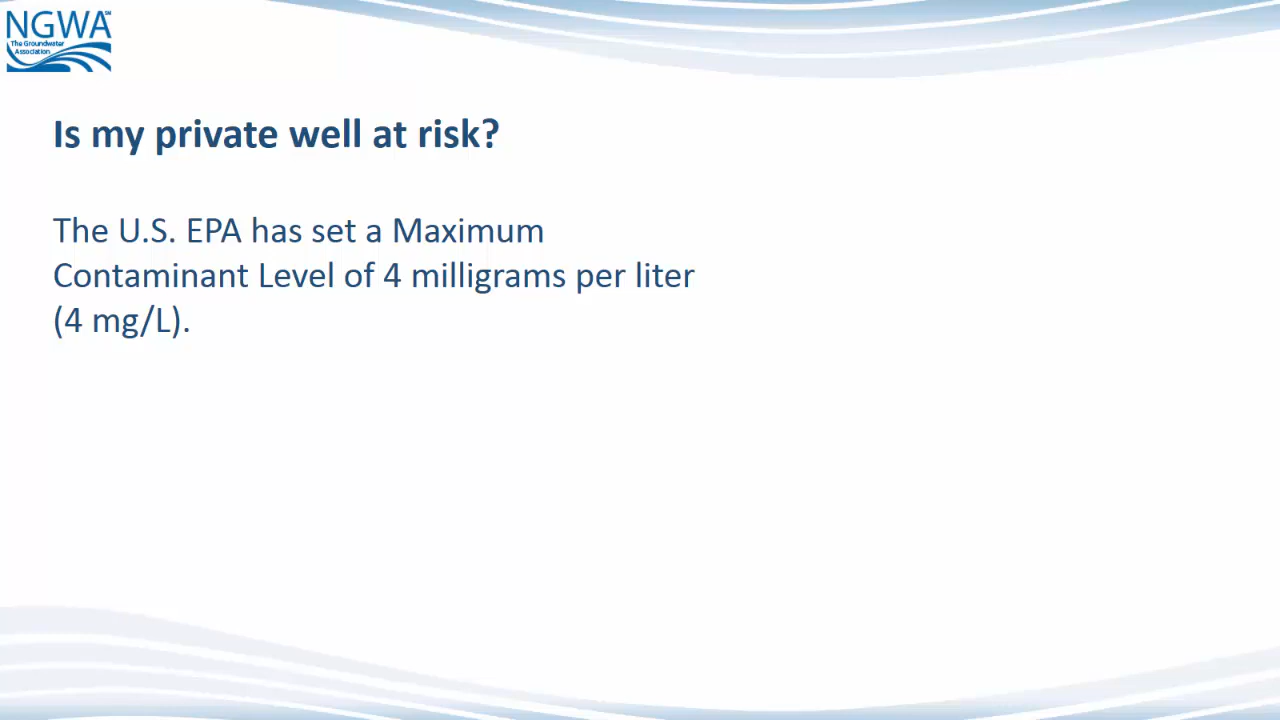 NGWA
The Groundwater
Association
Is my private well at risk?
The U.S. EPA has set a Maximum
Contaminant Level of 4 milligrams per liter
(4 mg/L).